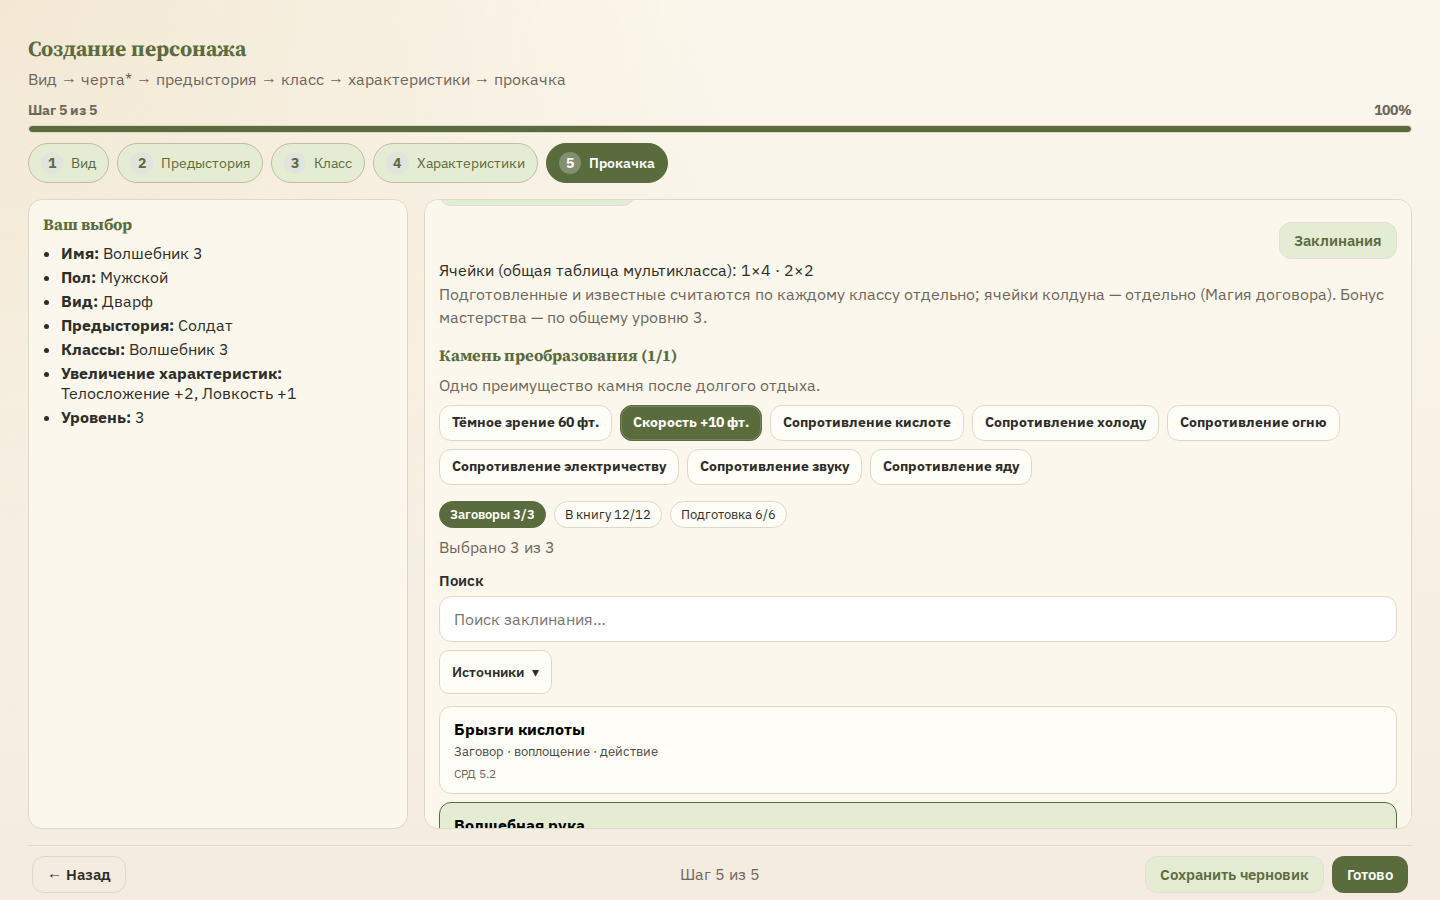 Создание персонажа
Вид → черта* → предыстория → класс → характеристики → прокачка
Шаг 5 из 5
100%
1 Вид
2 Предыстория
3 Класс
4 Характеристики
5 Прокачка
Ваш выбор
• Имя: Волшебник 3
• Пол: Мужской
• Вид: Дварф
• Предыстория: Солдат
• Классы: Волшебник 3
• Увеличение характеристик:
Телосложение +2, Ловкость +1
• Уровень: 3
Заклинания
Ячейки (общая таблица мультикласса): 1×4 · 2×2
Подготовленные и известные считаются по каждому классу отдельно; ячейки колдуна — отдельно (Магия договора). Бонус
мастерства — по общему уровню 3.
Камень преобразования (1/1)
Одно преимущество камня после долгого отдыха.
Тёмное зрение 60 фт.
Скорость +10 фт.
Сопротивление кислоте
Сопротивление холоду
Сопротивление огню
Сопротивление электричеству
Сопротивление звуку
Сопротивление яду
Заговоры 3/3
В книгу 12/12
Подготовка 6/6
Выбрано 3 из 3
Поиск
Поиск заклинания...
Источники ▾
Брызги кислоты
Заговор · воплощение · действие
СРД 5.2
Волшебная рука
← Назад
Шаг 5 из 5
Сохранить черновик
Готово